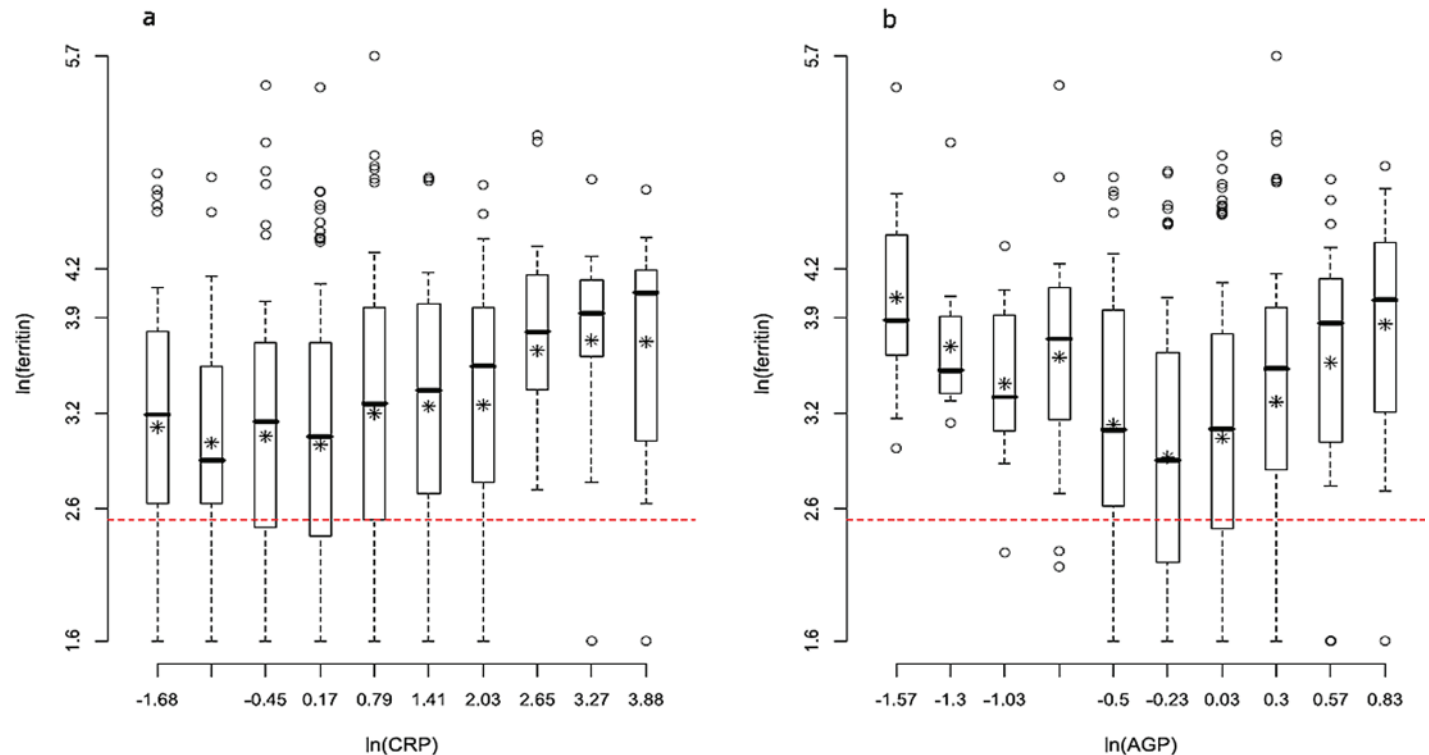 a
5.7
4.2
3.9
3.2
2.6
1.6
ln(ferritin)
-1.68 -0.45 0.17 0.79 1.41 2.03 2.65 3.27 3.88
ln(CRP)
b
5.7
4.2
3.9
3.2
2.6
1.6
ln(ferritin)
-1.57 -1.3 -1.03 -0.5 -0.23 0.03 0.3 0.57 0.83
ln(AGP)